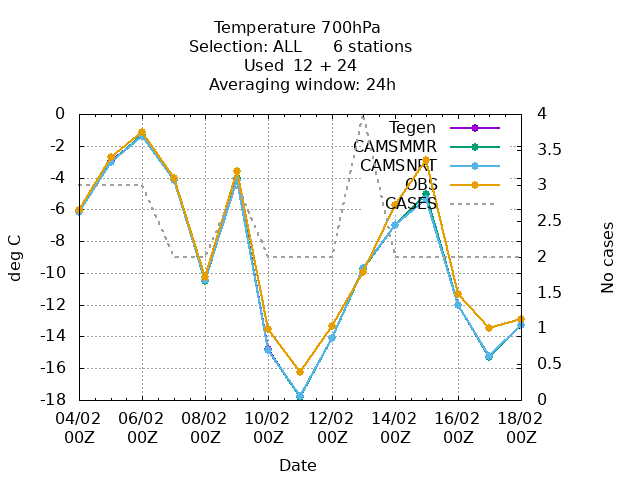 Temperature 700hPa
Selection: ALL      6 stations
Used  12 + 24
Averaging window: 24h
0
-2
-4
-6
-8
-10
-12
-14
-16
-18
4
3.5
3
2.5
2
1.5
1
0.5
0
Tegen
CAMSMMR
CAMSNRT
OBS
CASES
deg C
No cases
04/02 06/02 08/02 10/02 12/02 14/02 16/02 18/02
00Z 00Z 00Z 00Z 00Z 00Z 00Z 00Z
Date